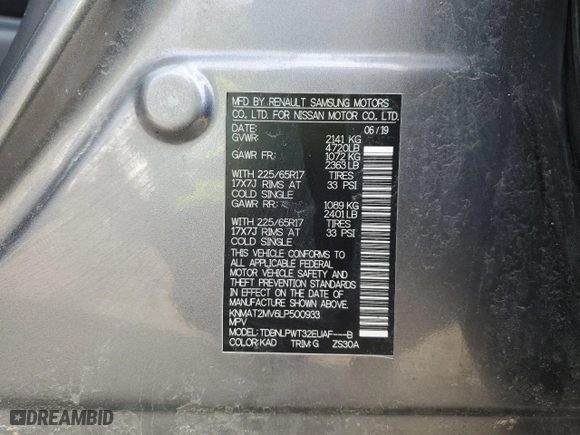 MFD BY RENAULT SAMSUNG MOTORS
CO., LTD. FOR NISSAN MOTOR CO., LTD.
DATE: 06/19
GVWR: 2141 KG
4720LB
GAWR FR: 1072 KG
2363 LB
WITH 225/65R17 TIRES
17X7J RIMS AT 33 PSI
COLD SINGLE
GAWR RR: 1089 KG
2401 LB
WITH 225/65R17 TIRES
17X7J RIMS AT 33 PSI
COLD SINGLE
THIS VEHICLE CONFORMS TO
ALL APPLICABLE FEDERAL
MOTOR VEHICLE SAFETY AND
THEFT PREVENTION STANDARDS
IN EFFECT ON THE DATE OF
MANUFACTURE SHOWN ABOVE.
KNMAT2MV6LP500933
MPV
MODEL: TDBNLPWT32EUAF---B
COLOR: KAD TRIM: G ZS30A
DREAMBID